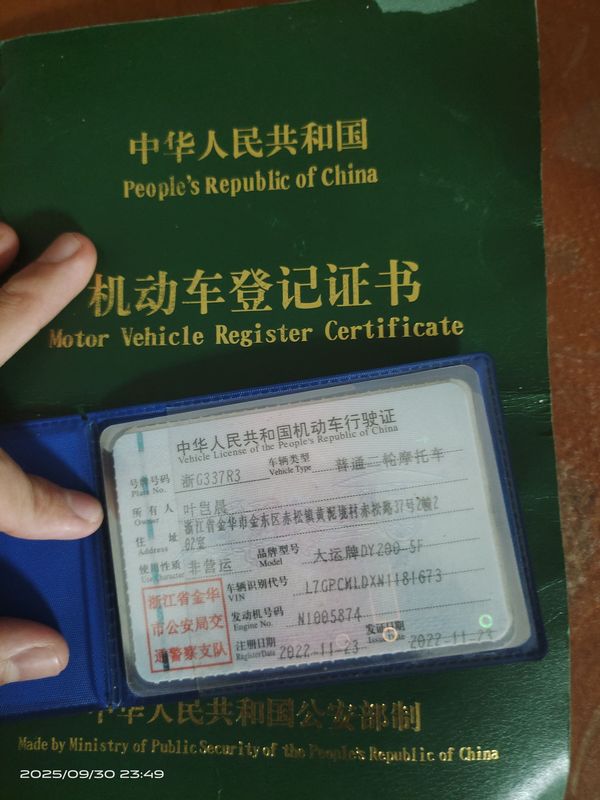 中华人民共和国
People's Republic of China
机动车登记证书
Motor Vehicle Register Certificate
中华人民共和国机动车行驶证
Vehicle License of the People's Republic of China
号牌号码 浙G337R3 车辆类型 普通二轮摩托车
Plate No. Vehicle Type
所有人 叶
Owner
住址 浙江省金华市金东区赤松镇黄泥垅村赤松路37号2幢2
Address 02室
使用性质 非营运 品牌型号 大运牌DY200-5F
Use Character Model
浙江省金华
市公安局交
通警察支队
车辆识别代号 L7GPCMLDXN1181673
VIN
发动机号码 N1005874
Engine No.
注册日期 2022-11-23 发证日期 2022-11-23
Register Date Issue Date
中华人民共和国公安部制
Made by Ministry of Public Security of the People's Republic of China
2025/09/30 23:49